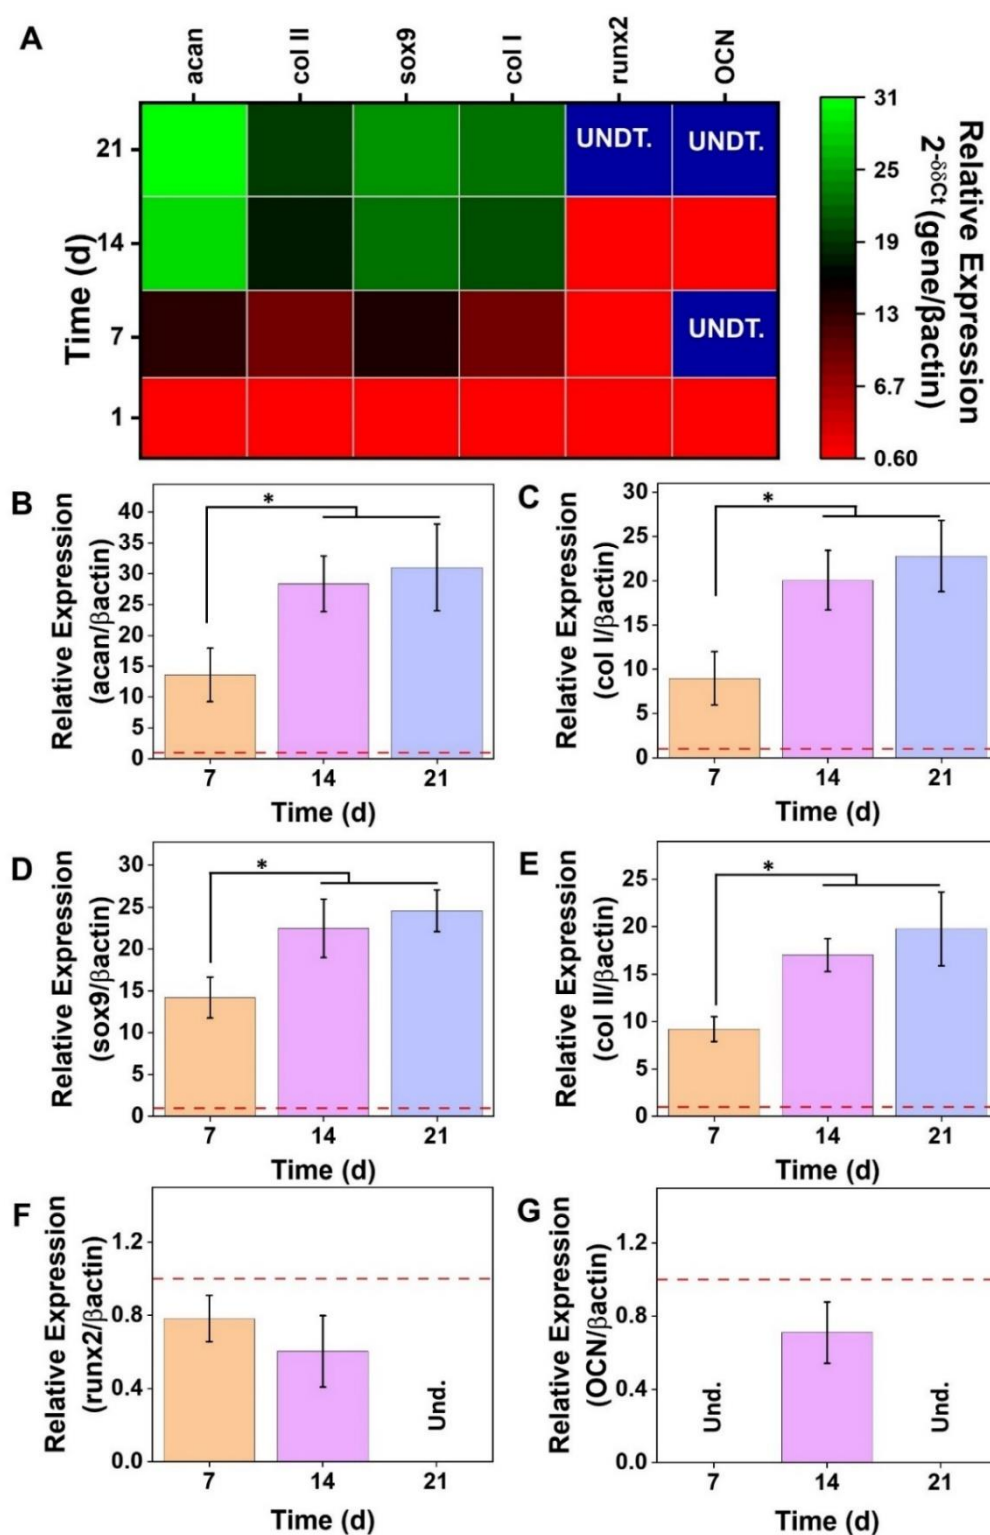 A
acan
col II
sox9
col I
runx2
OCN
Time (d)
21
14
7
1
UNDT.
UNDT.
UNDT.
31
25
19
13
6.7
0.60
Relative Expression
2^-δδCt (gene/βactin)
B
Relative Expression
(acan/βactin)
40
35
30
25
20
15
10
5
0
*
7 14 21
Time (d)
C
Relative Expression
(col I/βactin)
30
25
20
15
10
5
0
*
7 14 21
Time (d)
D
Relative Expression
(sox9/βactin)
30
25
20
15
10
5
0
*
7 14 21
Time (d)
E
Relative Expression
(col II/βactin)
25
20
15
10
5
0
*
7 14 21
Time (d)
F
Relative Expression
(runx2/βactin)
1.2
0.8
0.4
0.0
Und.
7 14 21
Time (d)
G
Relative Expression
(OCN/βactin)
1.2
0.8
0.4
0.0
Und.
Und.
7 14 21
Time (d)